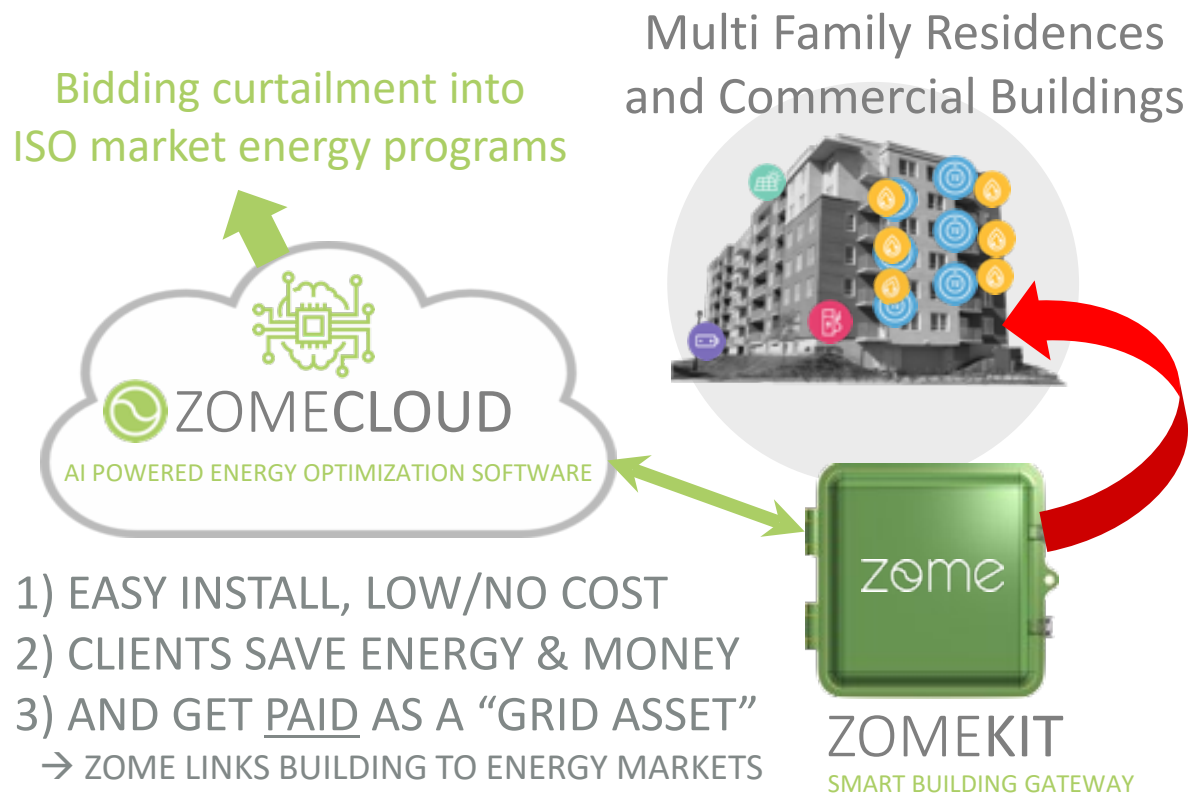 Multi Family Residences
and Commercial Buildings
Bidding curtailment into
ISO market energy programs
ZOMECLOUD
AI POWERED ENERGY OPTIMIZATION SOFTWARE
zome
1) EASY INSTALL, LOW/NO COST
2) CLIENTS SAVE ENERGY & MONEY
3) AND GET PAID AS A “GRID ASSET”
→ ZOME LINKS BUILDING TO ENERGY MARKETS
ZOMEKIT
SMART BUILDING GATEWAY